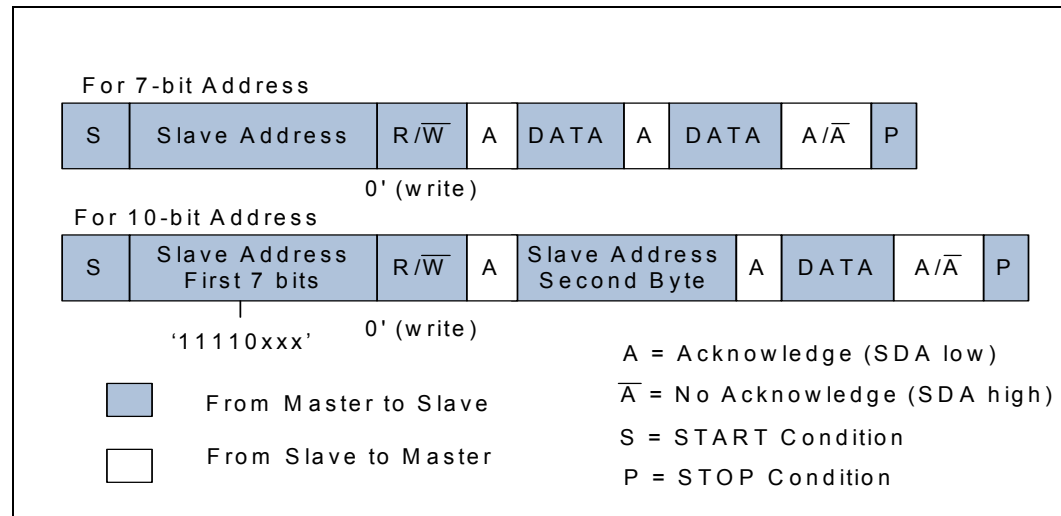 For 7-bit Address
S Slave Address R/W̅ A DATA A DATA A/A̅ P
0' (write)
For 10-bit Address
S Slave Address First 7 bits R/W̅ A Slave Address Second Byte A DATA A/A̅ P
‘11110xxx’ 0' (write)
From Master to Slave
From Slave to Master
A = Acknowledge (SDA low)
A̅ = No Acknowledge (SDA high)
S = START Condition
P = STOP Condition